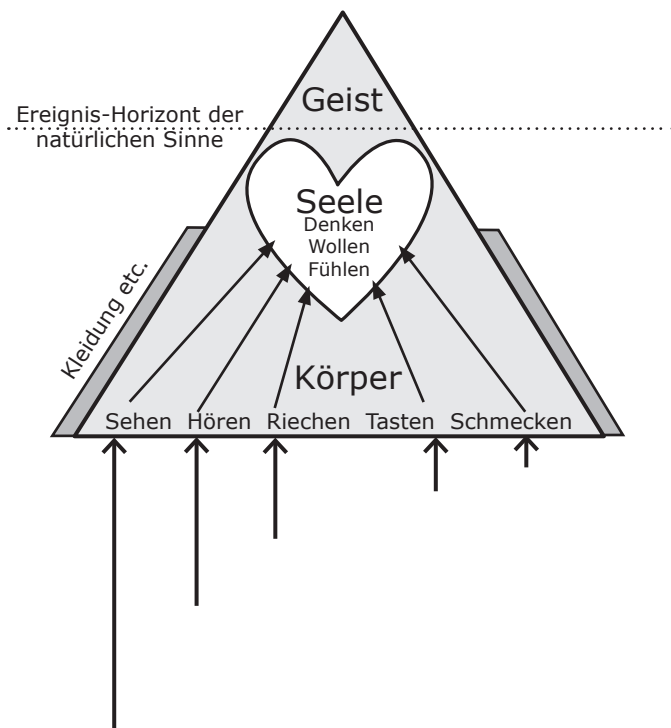 Geist
Ereignis-Horizont der
natürlichen Sinne
Seele
Denken
Wollen
Fühlen
Kleidung etc.
Körper
Sehen Hören Riechen Tasten Schmecken